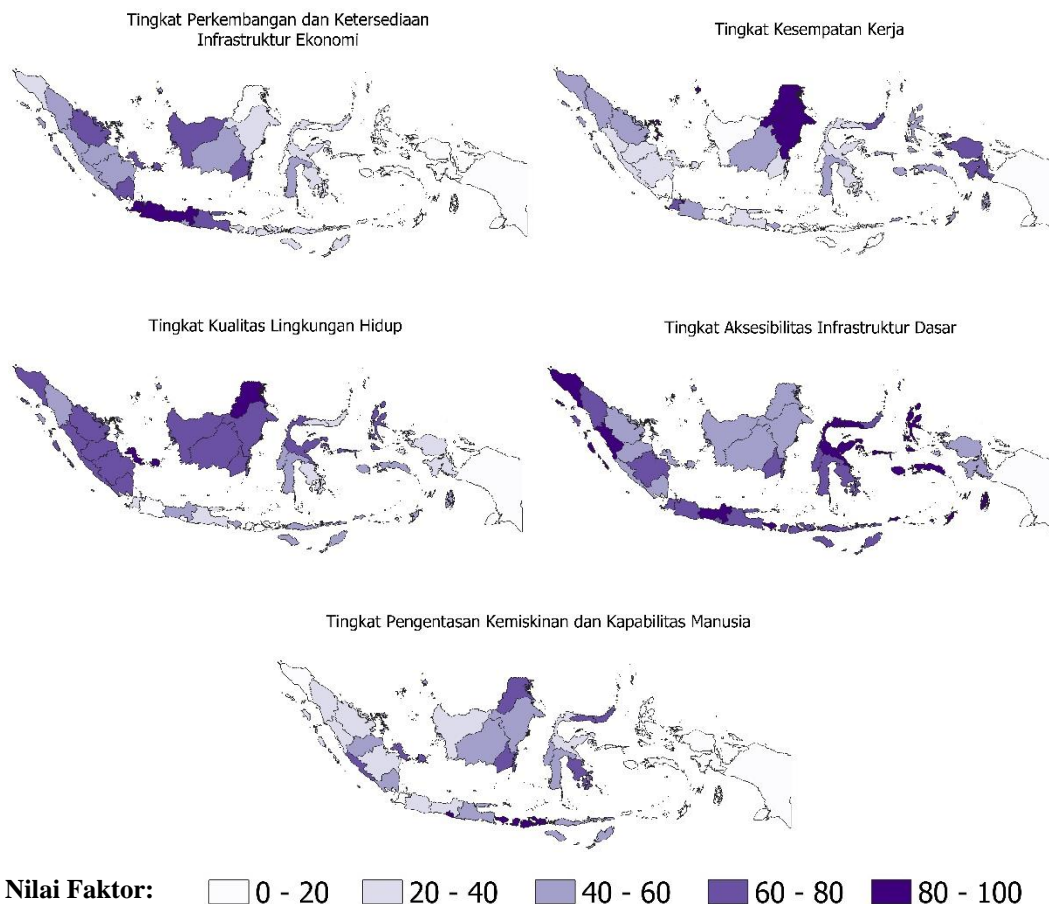 Tingkat Perkembangan dan Ketersediaan
Infrastruktur Ekonomi
Tingkat Kesempatan Kerja
Tingkat Kualitas Lingkungan Hidup
Tingkat Aksesibilitas Infrastruktur Dasar
Tingkat Pengentasan Kemiskinan dan Kapabilitas Manusia
Nilai Faktor: 0 - 20 20 - 40 40 - 60 60 - 80 80 - 100